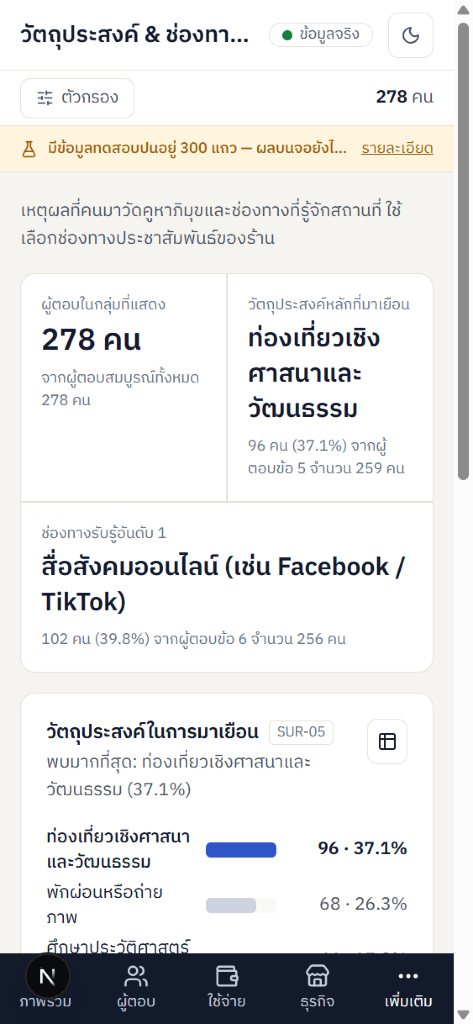 วัตถุประสงค์ & ช่องทา...
ข้อมูลจริง
ตัวกรอง
278 คน
มีข้อมูลทดสอบปนอยู่ 300 แถว — ผลบนจอยังไ...
รายละเอียด
เหตุผลที่คนมาวัดคูหาภิมุขและช่องทางที่รู้จักสถานที่ ใช้
เลือกช่องทางประชาสัมพันธ์ของร้าน
ผู้ตอบในกลุ่มที่แสดง
278 คน
จากผู้ตอบสมบูรณ์ทั้งหมด
278 คน
วัตถุประสงค์หลักที่มาเยือน
ท่องเที่ยวเชิง
ศาสนาและ
วัฒนธรรม
96 คน (37.1%) จากผู้
ตอบข้อ 5 จำนวน 259 คน
ช่องทางรับรู้อันดับ 1
สื่อสังคมออนไลน์ (เช่น Facebook /
TikTok)
102 คน (39.8%) จากผู้ตอบข้อ 6 จำนวน 256 คน
วัตถุประสงค์ในการมาเยือน
SUR-05
พบมากที่สุด: ท่องเที่ยวเชิงศาสนาและ
วัฒนธรรม (37.1%)
ท่องเที่ยวเชิงศาสนา
และวัฒนธรรม
96 · 37.1%
พักผ่อนหรือถ่าย
ภาพ
68 · 26.3%
ศึกษาประวัติศาสตร์
N
ภาพรวม
ผู้ตอบ
ใช้จ่าย
ธุรกิจ
เพิ่มเติม